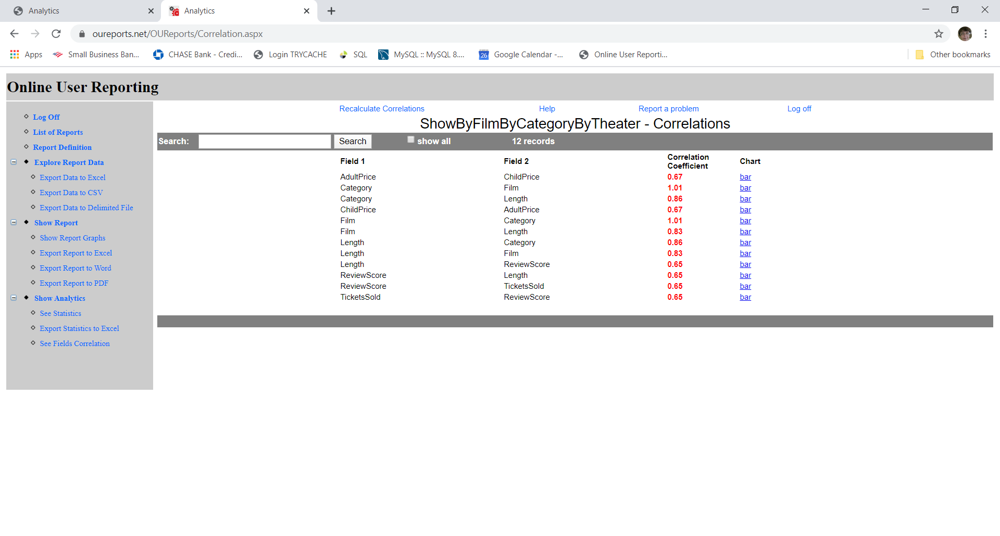 Analytics
Analytics
oureports.net/OUReports/Correlation.aspx
Apps Small Business Ban... CHASE Bank - Credi... Login TRYCACHE SQL MySQL :: MySQL 8.... 26 Google Calendar -... Online User Reporti... Other bookmarks
Online User Reporting
Log Off
List of Reports
Report Definition
Explore Report Data
Export Data to Excel
Export Data to CSV
Export Data to Delimited File
Show Report
Show Report Graphs
Export Report to Excel
Export Report to Word
Export Report to PDF
Show Analytics
See Statistics
Export Statistics to Excel
See Fields Correlation
Recalculate Correlations Help Report a problem Log off
ShowByFilmByCategoryByTheater - Correlations
Search: Search show all 12 records
Field 1 Field 2 Correlation Coefficient Chart
AdultPrice ChildPrice 0.67 bar
Category Film 1.01 bar
Category Length 0.86 bar
ChildPrice AdultPrice 0.67 bar
Film Category 1.01 bar
Film Length 0.83 bar
Length Category 0.86 bar
Length Film 0.83 bar
Length ReviewScore 0.65 bar
ReviewScore Length 0.65 bar
ReviewScore TicketsSold 0.65 bar
TicketsSold ReviewScore 0.65 bar